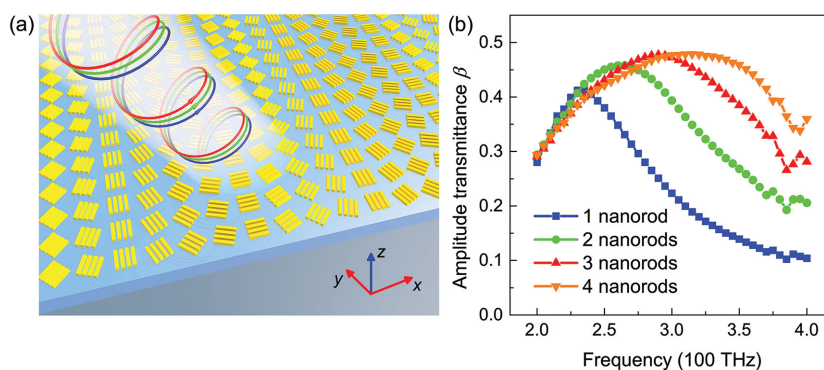 (a)
z
y
x
(b)
Amplitude transmittance β
0.5
0.4
0.3
0.2
0.1
0.0
1 nanorod
2 nanorods
3 nanorods
4 nanorods
2.0 2.5 3.0 3.5 4.0
Frequency (100 THz)